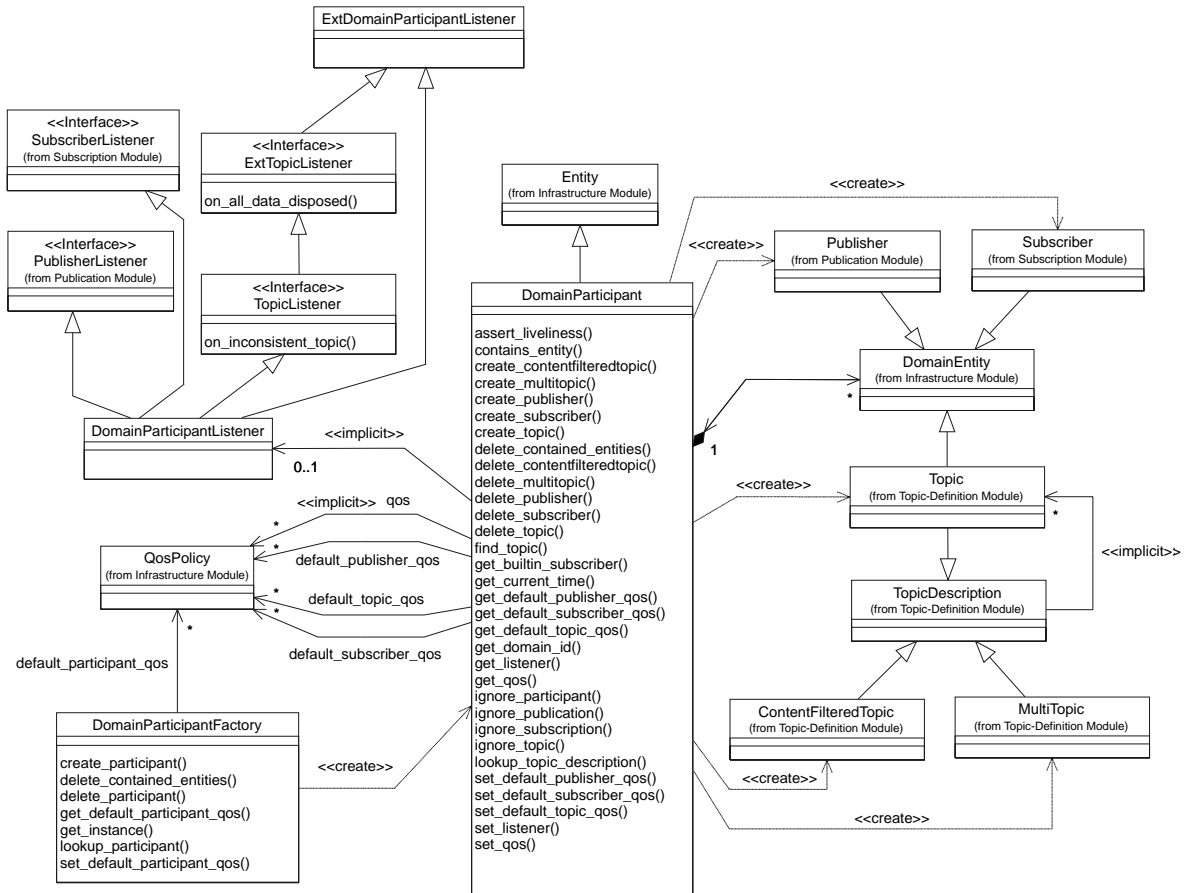 ExtDomainParticipantListener
<<Interface>>
SubscriberListener
(from Subscription Module)
<<Interface>>
ExtTopicListener
on_all_data_disposed()
<<Interface>>
PublisherListener
(from Publication Module)
<<Interface>>
TopicListener
on_inconsistent_topic()
DomainParticipantListener
<<implicit>>
0..1
<<implicit>> qos
*
*
default_publisher_qos
QosPolicy
(from Infrastructure Module)
*
default_topic_qos
*
default_subscriber_qos
*
default_participant_qos
DomainParticipantFactory
create_participant()
delete_contained_entities()
delete_participant()
get_default_participant_qos()
get_instance()
lookup_participant()
set_default_participant_qos()
<<create>>
Entity
(from Infrastructure Module)
DomainParticipant
assert_liveliness()
contains_entity()
create_contentfilteredtopic()
create_multitopic()
create_publisher()
create_subscriber()
create_topic()
delete_contained_entities()
delete_contentfilteredtopic()
delete_multitopic()
delete_publisher()
delete_subscriber()
delete_topic()
find_topic()
get_builtin_subscriber()
get_current_time()
get_default_publisher_qos()
get_default_subscriber_qos()
get_default_topic_qos()
get_domain_id()
get_listener()
get_qos()
ignore_participant()
ignore_publication()
ignore_subscription()
ignore_topic()
lookup_topic_description()
set_default_publisher_qos()
set_default_subscriber_qos()
set_default_topic_qos()
set_listener()
set_qos()
<<create>>
<<create>>
Publisher
(from Publication Module)
Subscriber
(from Subscription Module)
DomainEntity
(from Infrastructure Module)
*
1
<<create>>
Topic
(from Topic-Definition Module)
*
<<implicit>>
TopicDescription
(from Topic-Definition Module)
ContentFilteredTopic
(from Topic-Definition Module)
MultiTopic
(from Topic-Definition Module)
<<create>>
<<create>>